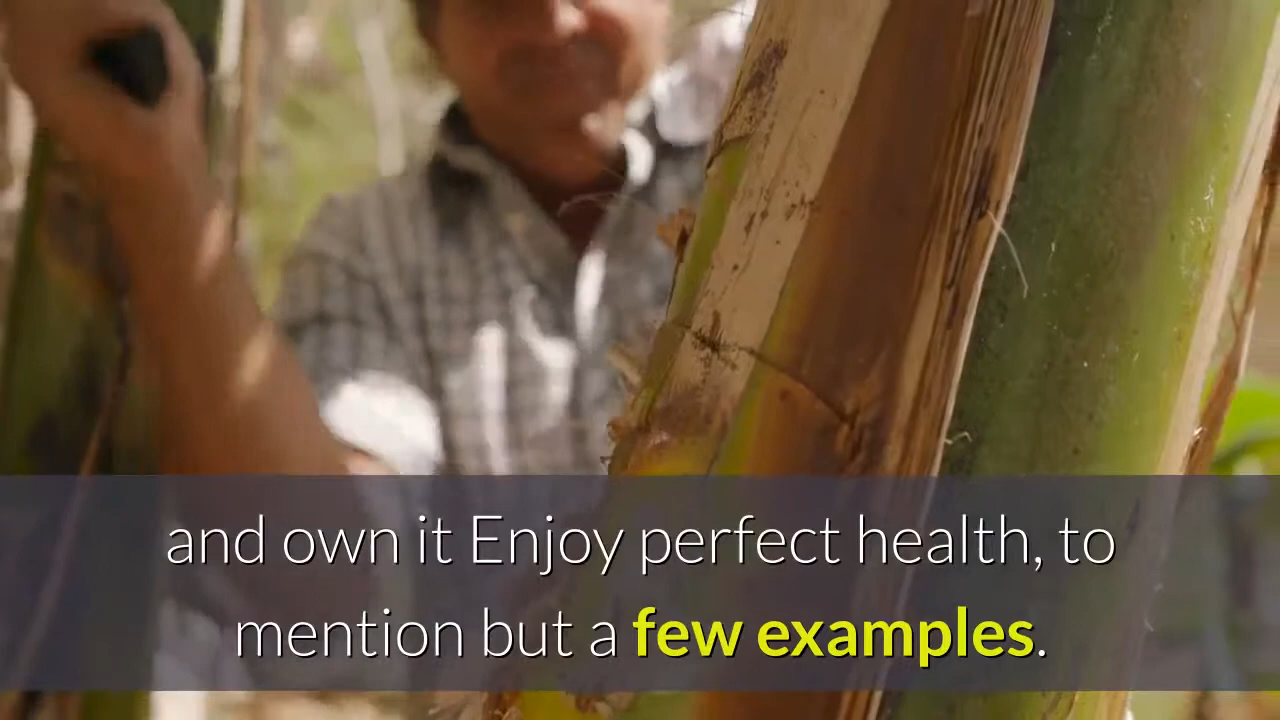 and own it Enjoy perfect health, to
mention but a few examples.